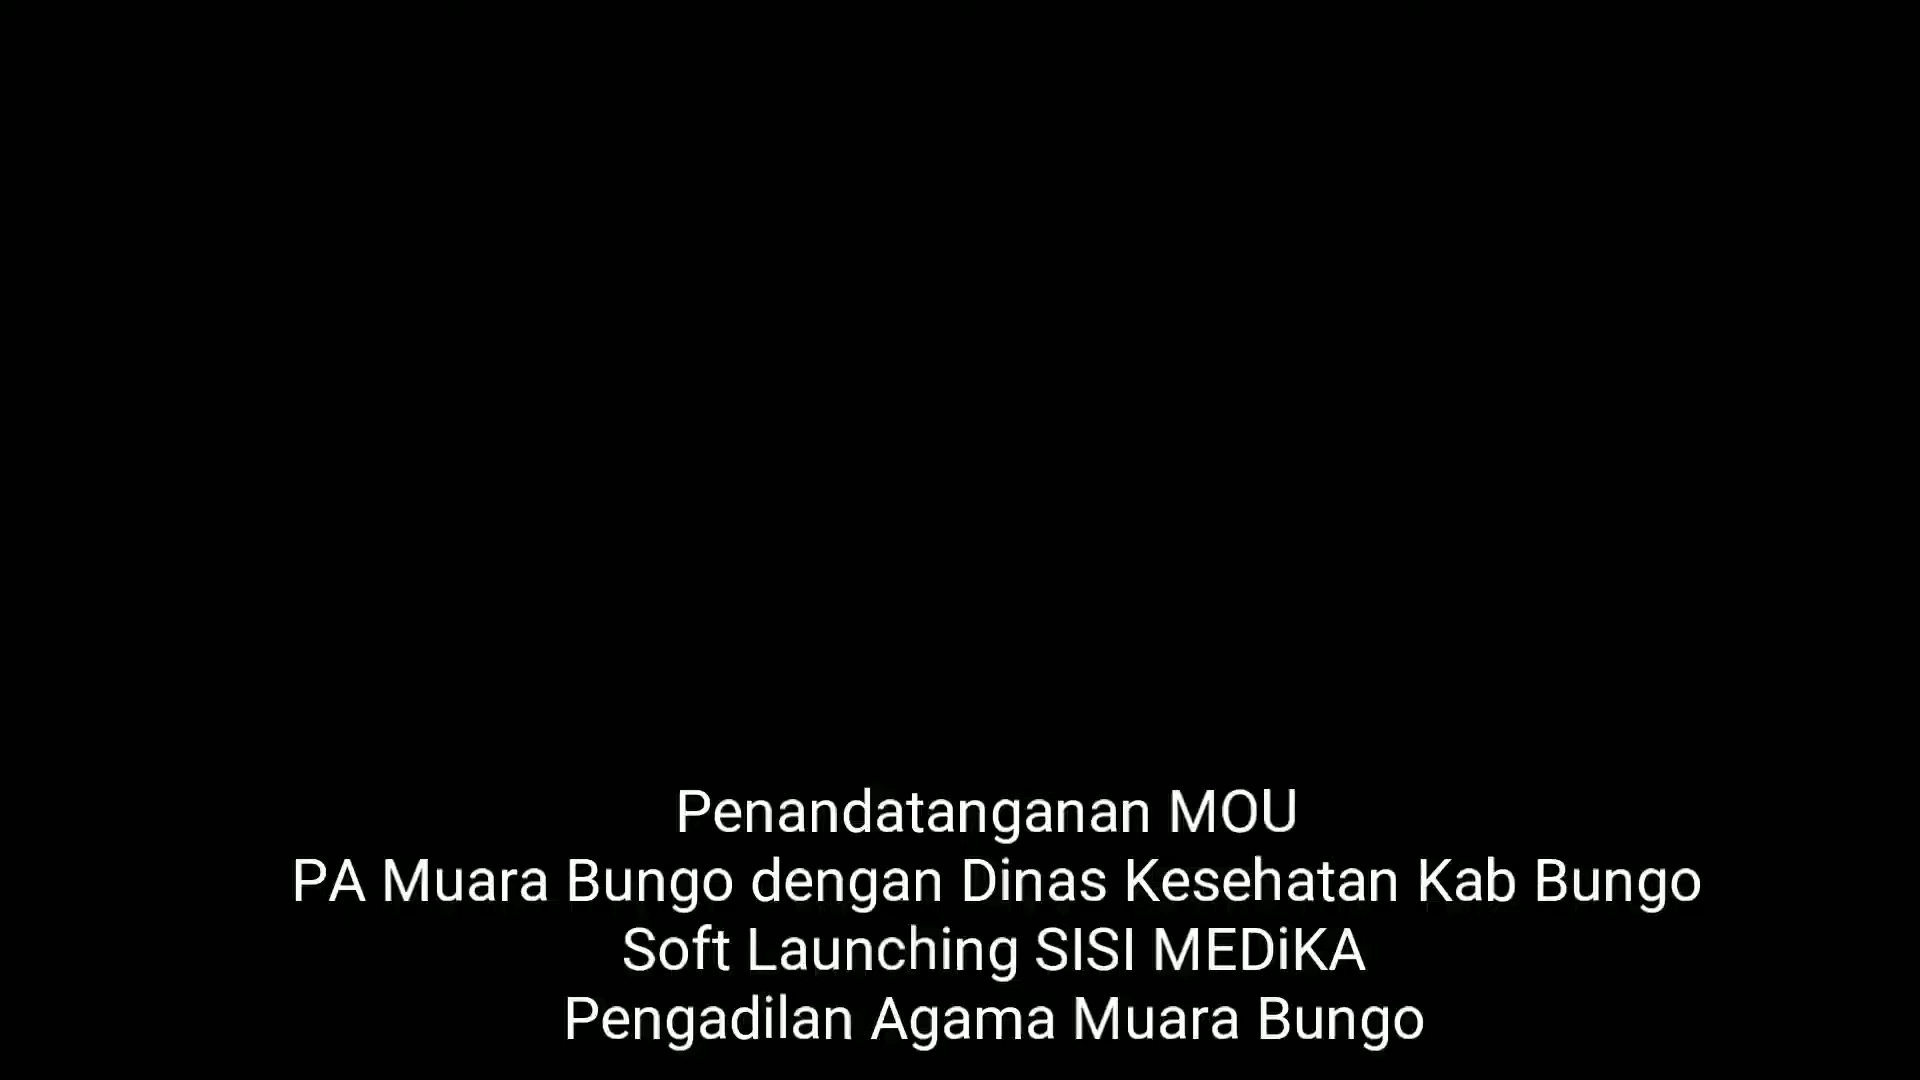 Penandatanganan MOU
PA Muara Bungo dengan Dinas Kesehatan Kab Bungo
Soft Launching SISI MEDiKA
Pengadilan Agama Muara Bungo